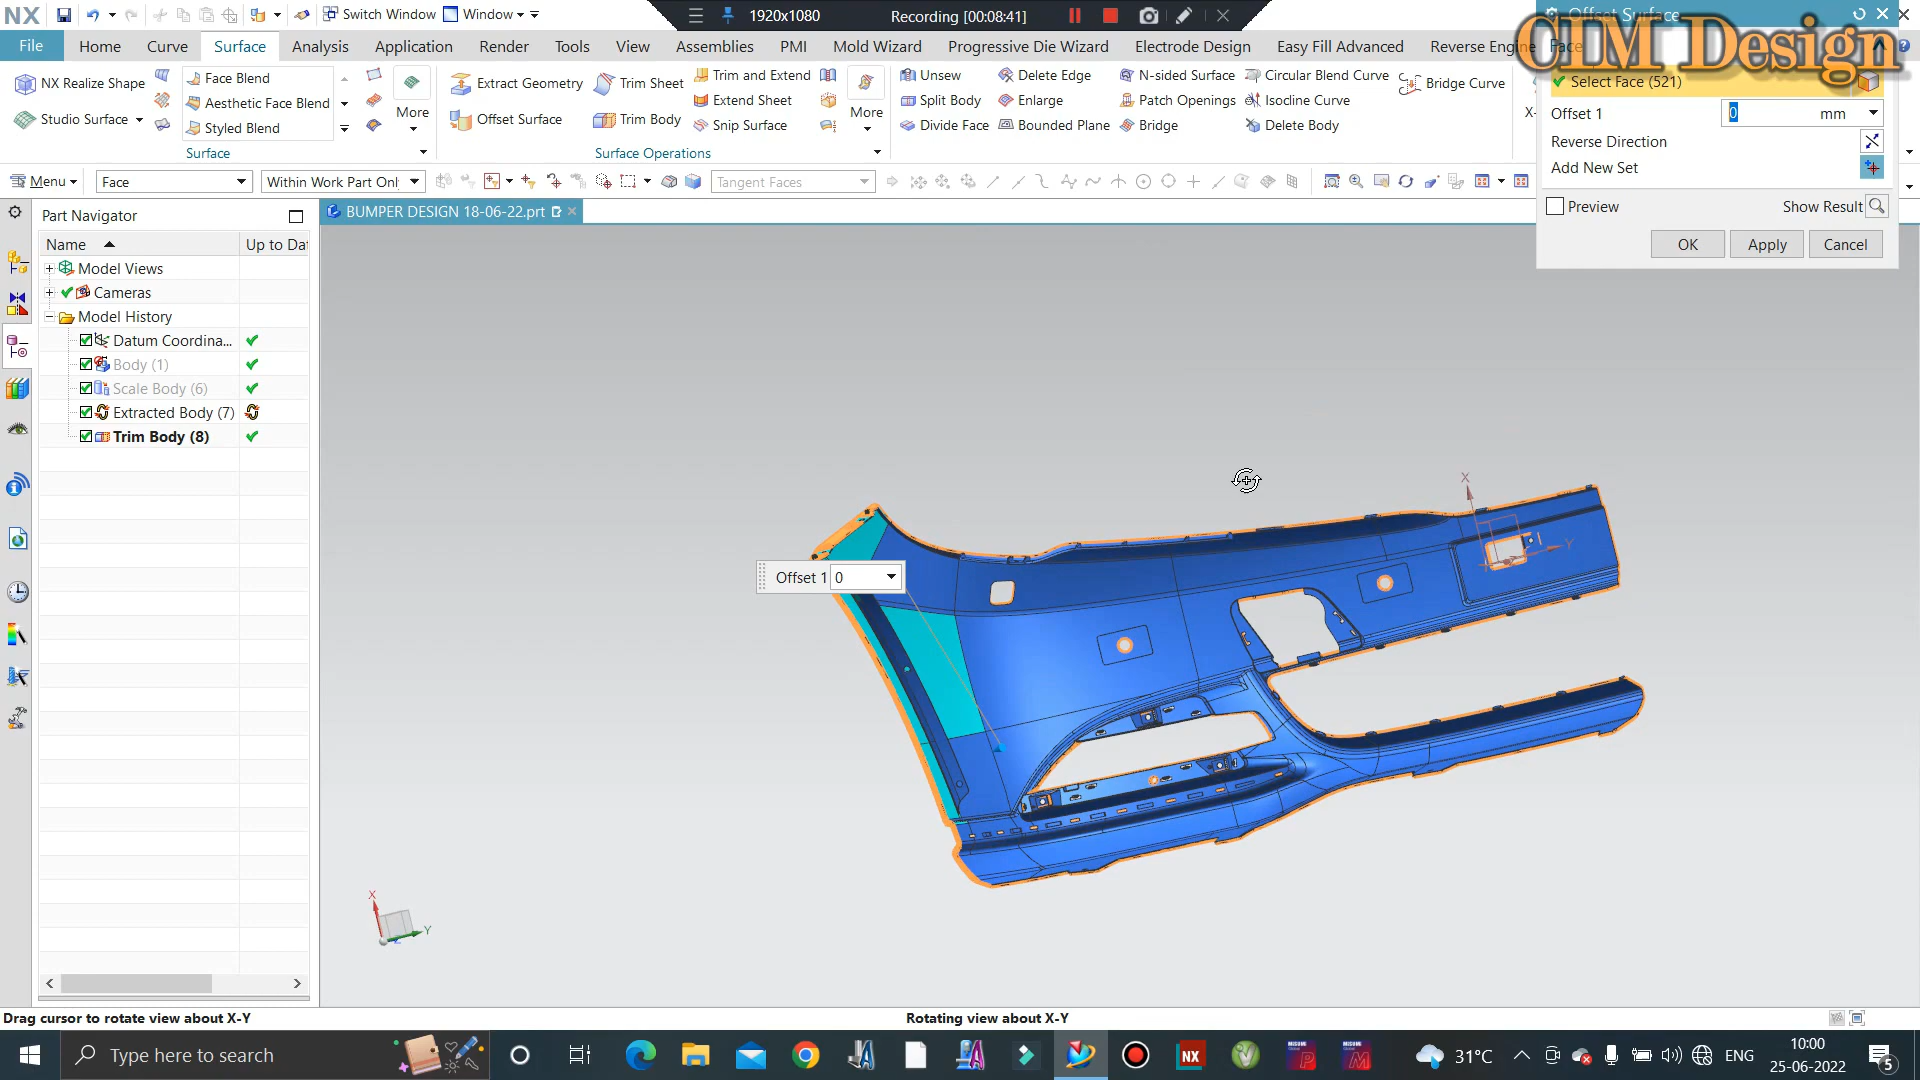 NX Switch Window Window 1920x1080 Recording [00:08:41] Offset Surface
CIM Design
File Home Curve Surface Analysis Application Render Tools View Assemblies PMI Mold Wizard Progressive Die Wizard Electrode Design Easy Fill Advanced Reverse Engine Face
NX Realize Shape Face Blend Extract Geometry Trim Sheet Trim and Extend Unsew Delete Edge N-sided Surface Circular Blend Curve Bridge Curve Select Face (521)
Studio Surface Aesthetic Face Blend More Offset Surface Trim Body Extend Sheet More Split Body Enlarge Patch Openings Isocline Curve X- Offset 1 0 mm
Styled Blend Snip Surface Divide Face Bounded Plane Bridge Delete Body
Reverse Direction
Surface Surface Operations
Add New Set
Menu Face Within Work Part Onl Tangent Faces
Preview Show Result
Part Navigator BUMPER DESIGN 18-06-22.prt
OK Apply Cancel
Name Up to Da
Model Views
Cameras
Model History
Datum Coordina...
Body (1)
Scale Body (6)
Extracted Body (7)
Trim Body (8)
X
Y
Offset 1 0
X
Y
Z
Drag cursor to rotate view about X-Y Rotating view about X-Y
Type here to search NX 31°C ENG 10:00
25-06-2022 5